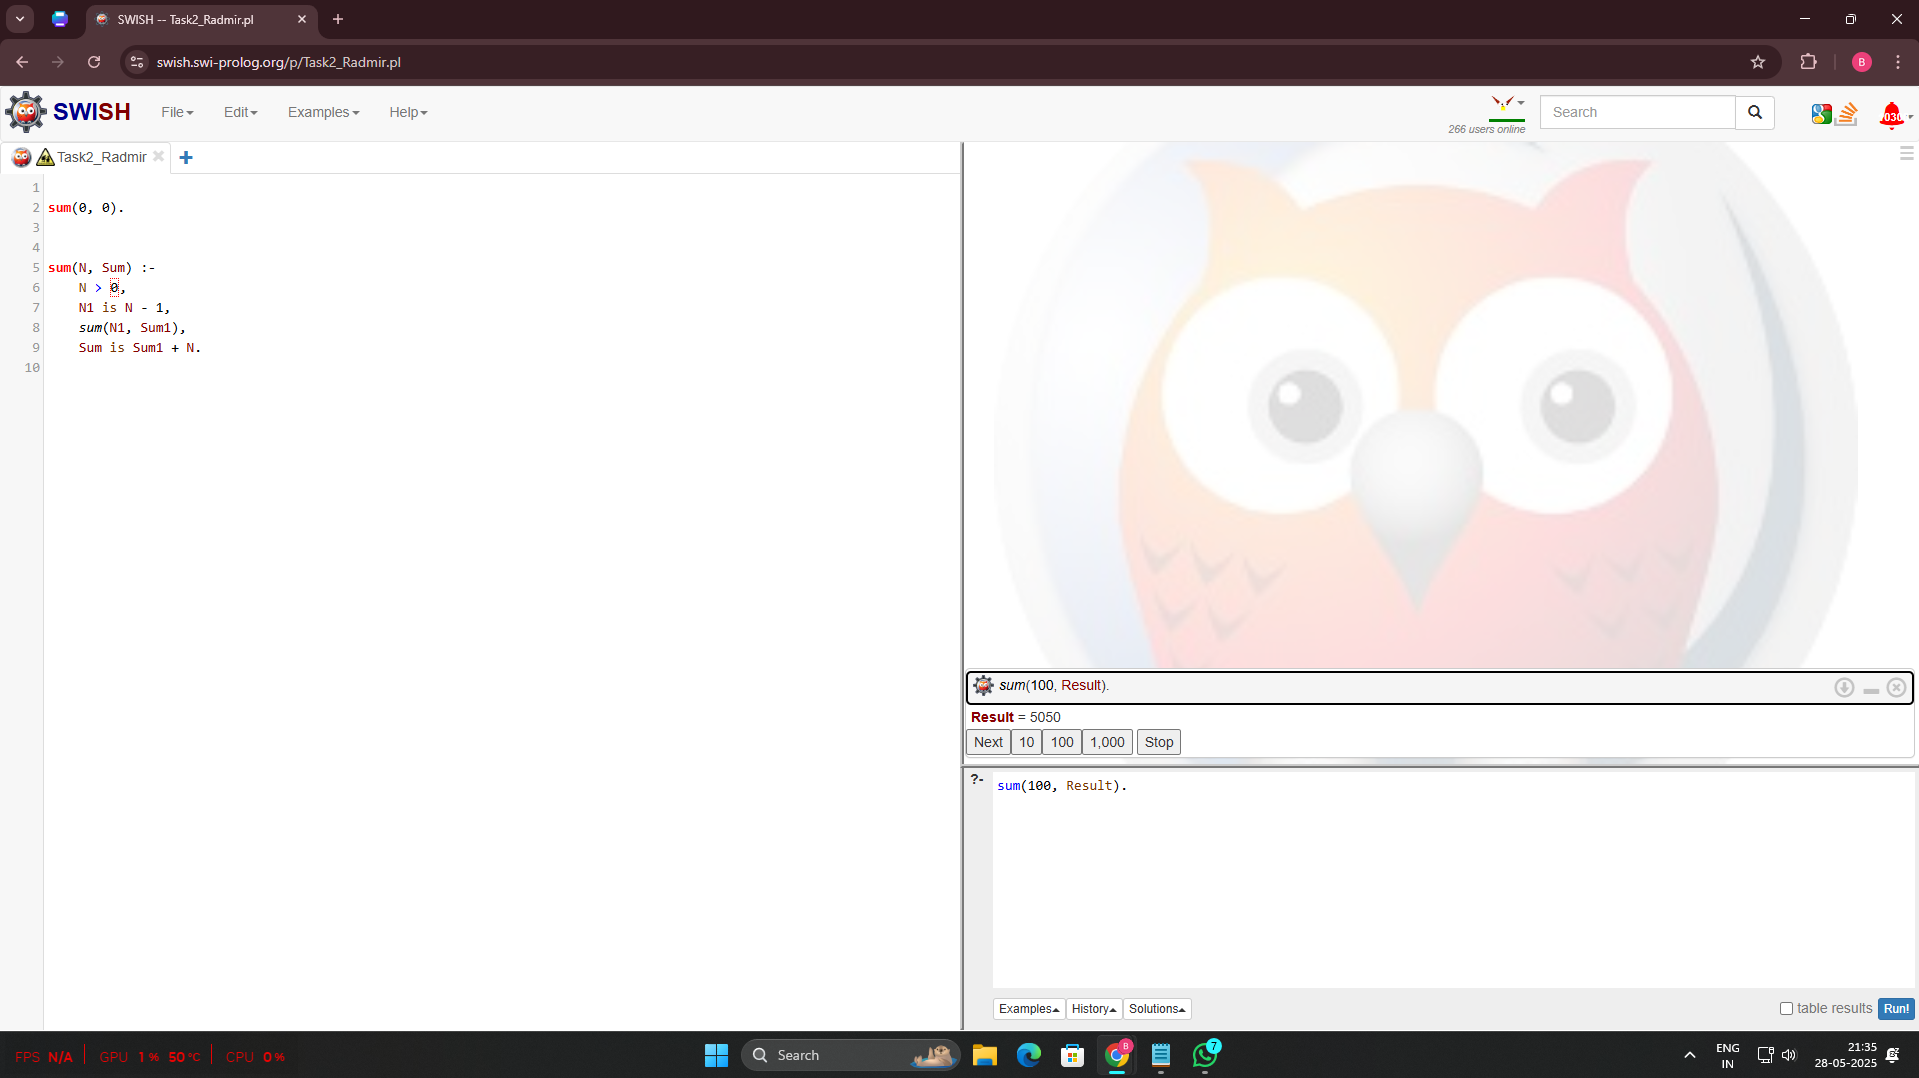 SWISH -- Task2_Radmir.pl
swish.swi-prolog.org/p/Task2_Radmir.pl
B
SWISH
File
Edit
Examples
Help
266 users online
Search
Task2_Radmir
1
2 sum(0, 0).
3
4
5 sum(N, Sum) :-
6 N > 0,
7 N1 is N - 1,
8 sum(N1, Sum1),
9 Sum is Sum1 + N.
10
sum(100, Result).
Result = 5050
Next 10 100 1,000 Stop
?- sum(100, Result).
Examples History Solutions
table results Run!
FPS N/A GPU 1 % 50 °C CPU 0 %
Search
B
7
ENG
IN
21:35
28-05-2025